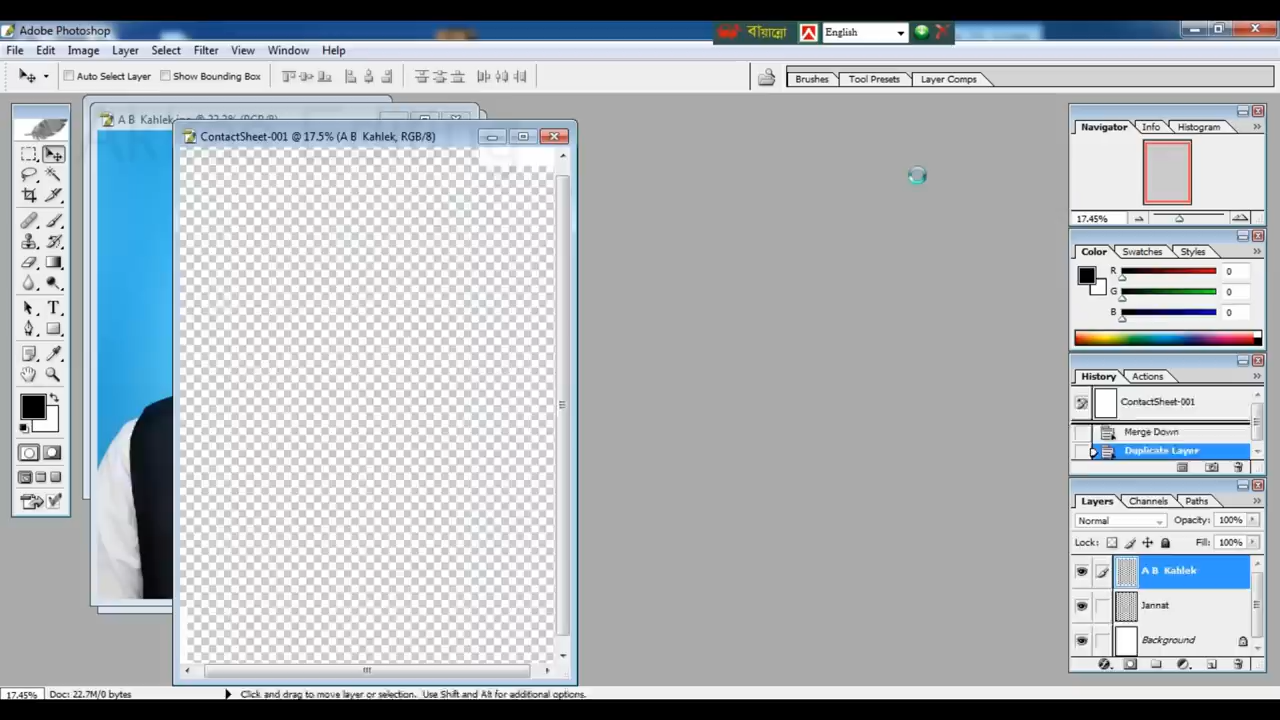 Adobe Photoshop
বায়ান্নো
English
File Edit Image Layer Select Filter View Window Help
Auto Select Layer Show Bounding Box
Brushes Tool Presets Layer Comps
A B Kahlek.jpg @ 22.2% (RGB/8)
ContactSheet-001 @ 17.5% (A B Kahlek, RGB/8)
Navigator Info Histogram
17.45%
Color Swatches Styles
R 0
G 0
B 0
History Actions
ContactSheet-001
Merge Down
Duplicate Layer
Layers Channels Paths
Normal Opacity: 100%
Lock: Fill: 100%
A B Kahlek
Jannat
Background
17.45% Doc: 22.7M/0 bytes Click and drag to move layer or selection. Use Shift and Alt for additional options.